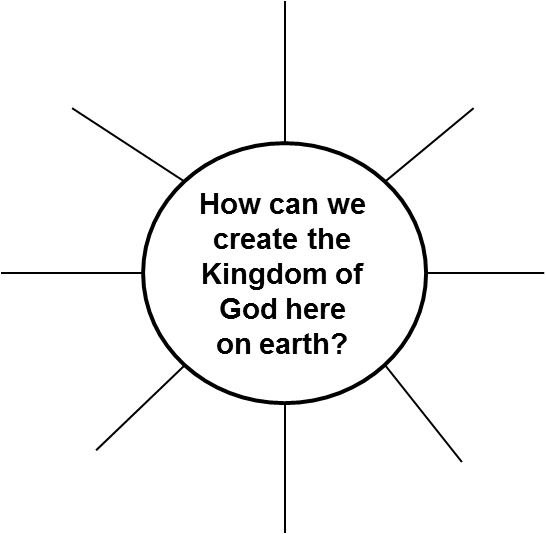 How can we
create the
Kingdom of
God here
on earth?